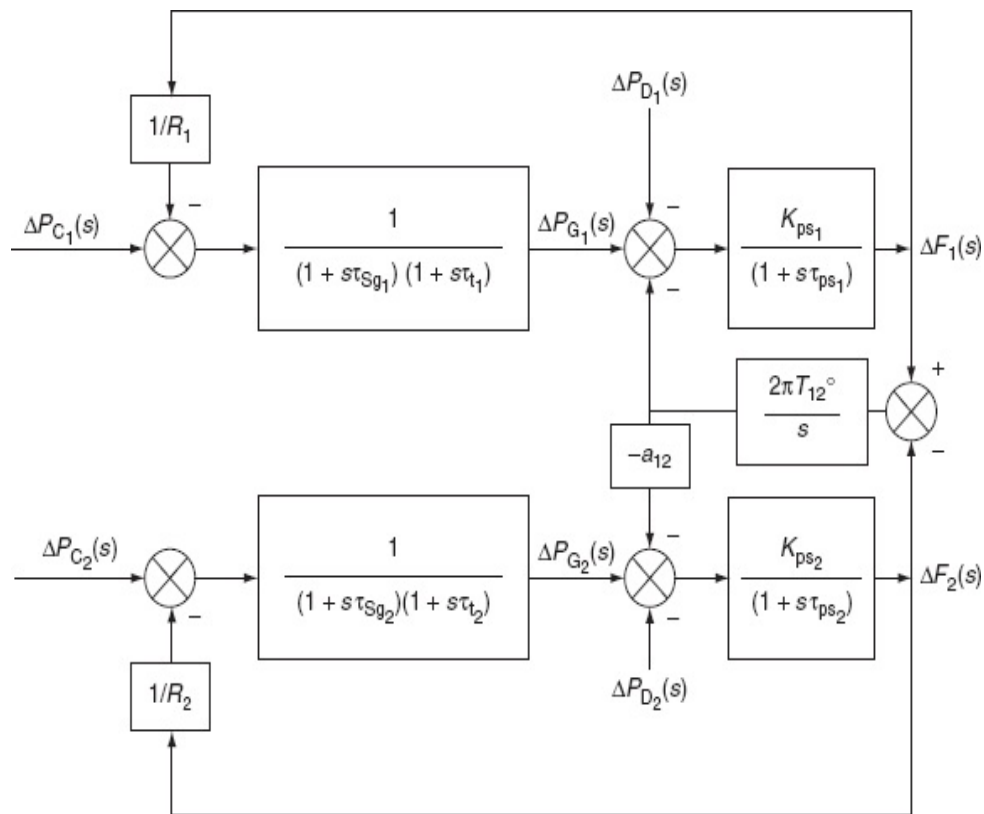 ΔP_D₁(s)
1/R₁
−
ΔP_C₁(s)
1
(1 + sτ_Sg₁) (1 + sτ_t₁)
ΔP_G₁(s)
−
−
K_ps₁
(1 + sτ_ps₁)
ΔF₁(s)
+
2πT₁₂°
s
−
−a₁₂
ΔP_C₂(s)
−
1
(1 + sτ_Sg₂)(1 + sτ_t₂)
ΔP_G₂(s)
−
−
K_ps₂
(1 + sτ_ps₂)
ΔF₂(s)
1/R₂
ΔP_D₂(s)